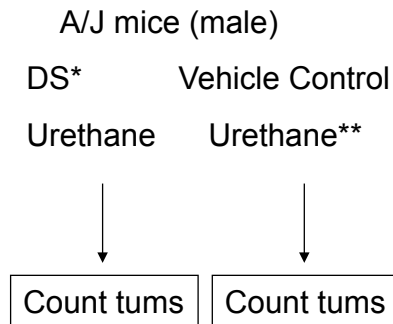 A/J mice (male)
DS* Vehicle Control
Urethane Urethane**
Count tums Count tums